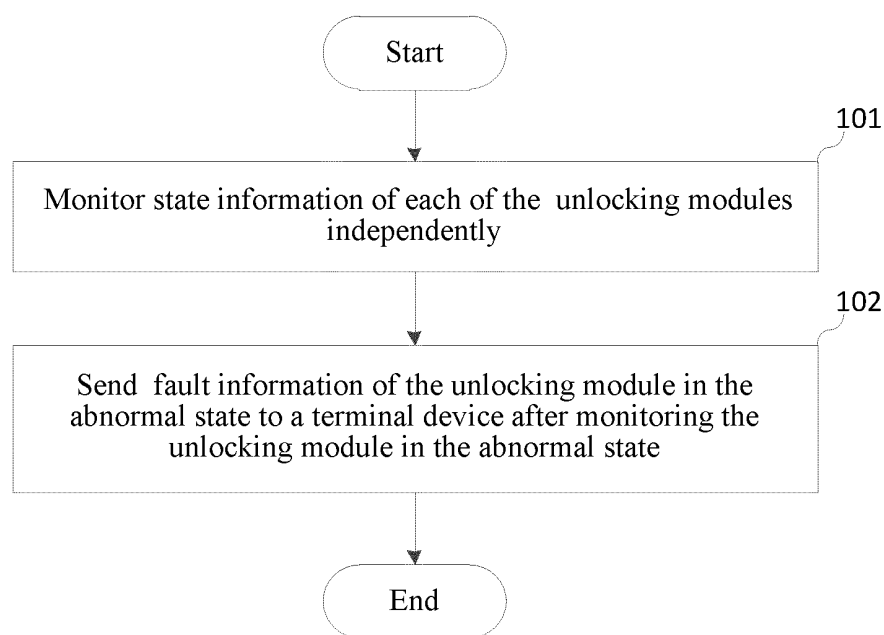 Start
101
Monitor state information of each of the unlocking modules
independently
102
Send fault information of the unlocking module in the
abnormal state to a terminal device after monitoring the
unlocking module in the abnormal state
End